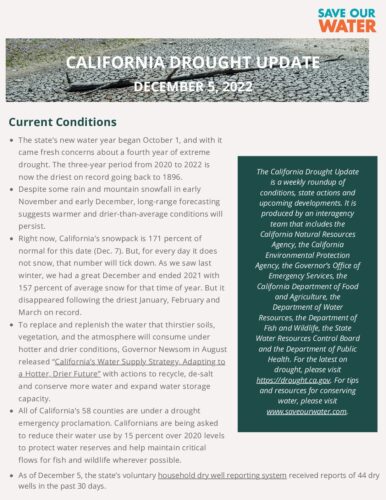 SAVE OUR
WATER
CALIFORNIA DROUGHT UPDATE
DECEMBER 5, 2022
Current Conditions
• The state's new water year began October 1, and with it
came fresh concerns about a fourth year of extreme
drought. The three-year period from 2020 to 2022 is
now the driest on record going back to 1896.
• Despite some rain and mountain snowfall in early
November and early December, long-range forecasting
suggests warmer and drier-than-average conditions will
persist.
• Right now, California's snowpack is 171 percent of
normal for this date (Dec. 7). But, for every day it does
not snow, that number will tick down. As we saw last
winter, we had a great December and ended 2021 with
157 percent of average snow for that time of year. But it
disappeared following the driest January, February and
March on record.
• To replace and replenish the water that thirstier soils,
vegetation, and the atmosphere will consume under
hotter and drier conditions, Governor Newsom in August
released "California's Water Supply Strategy, Adapting to
a Hotter, Drier Future" with actions to recycle, de-salt
and conserve more water and expand water storage
capacity.
• All of California's 58 counties are under a drought
emergency proclamation. Californians are being asked
to reduce their water use by 15 percent over 2020 levels
to protect water reserves and help maintain critical
flows for fish and wildlife wherever possible.
• As of December 5, the state's voluntary household dry well reporting system received reports of 44 dry
wells in the past 30 days.
The California Drought Update
is a weekly roundup of
conditions, state actions and
upcoming developments. It is
produced by an interagency
team that includes the
California Natural Resources
Agency, the California
Environmental Protection
Agency, the Governor's Office of
Emergency Services, the
California Department of Food
and Agriculture, the
Department of Water
Resources, the Department of
Fish and Wildlife, the State
Water Resources Control Board
and the Department of Public
Health. For the latest on
drought, please visit
https://drought.ca.gov. For tips
and resources for conserving
water, please visit
www.saveourwater.com.